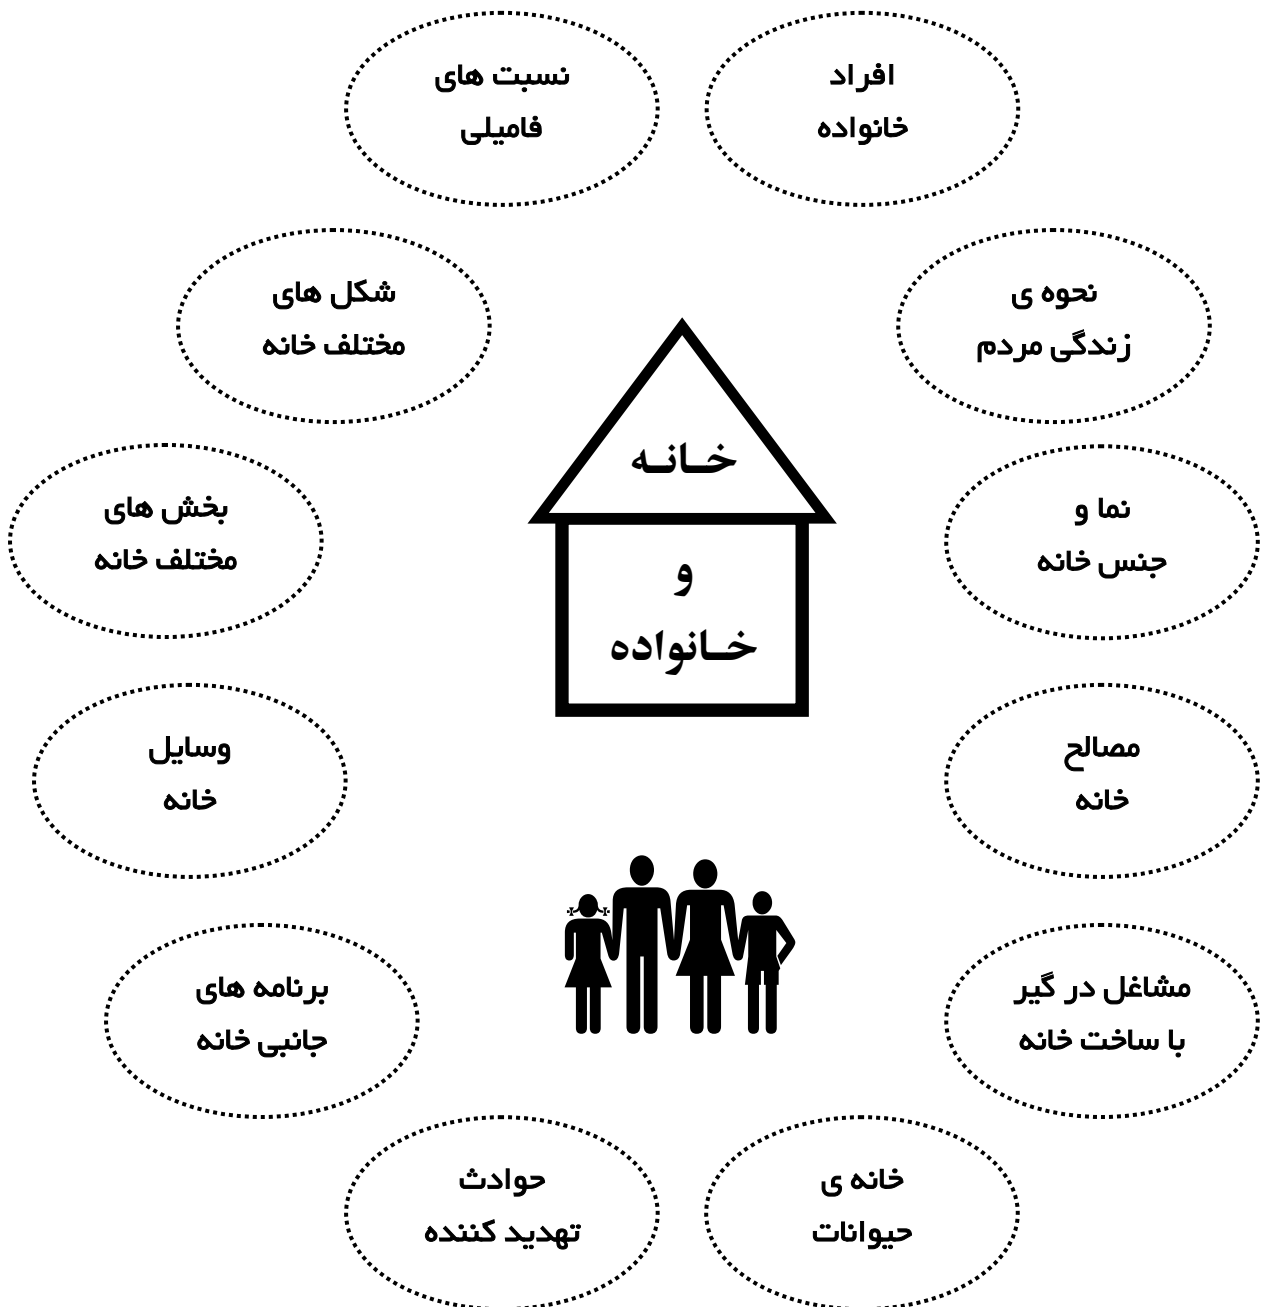 افراد
خانواده
نسبت های
فامیلی
نحوه ی
زندگی مردم
شکل های
مختلف خانه
خـانـه
و
خـانواده
نما و
جنس خانه
بخش های
مختلف خانه
مصالح
خانه
وسایل
خانه
مشاغل در گیر
با ساخت خانه
برنامه های
جانبی خانه
خانه ی
حیوانات
حوادث
تهدید کننده